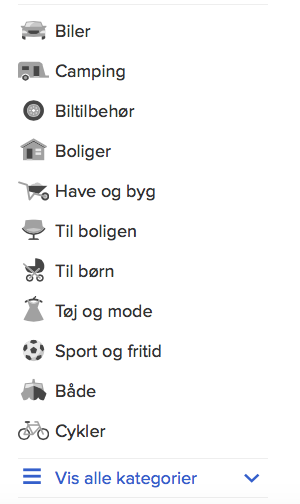 Biler
Camping
Biltilbehør
Boliger
Have og byg
Til boligen
Til børn
Tøj og mode
Sport og fritid
Både
Cykler
Vis alle kategorier